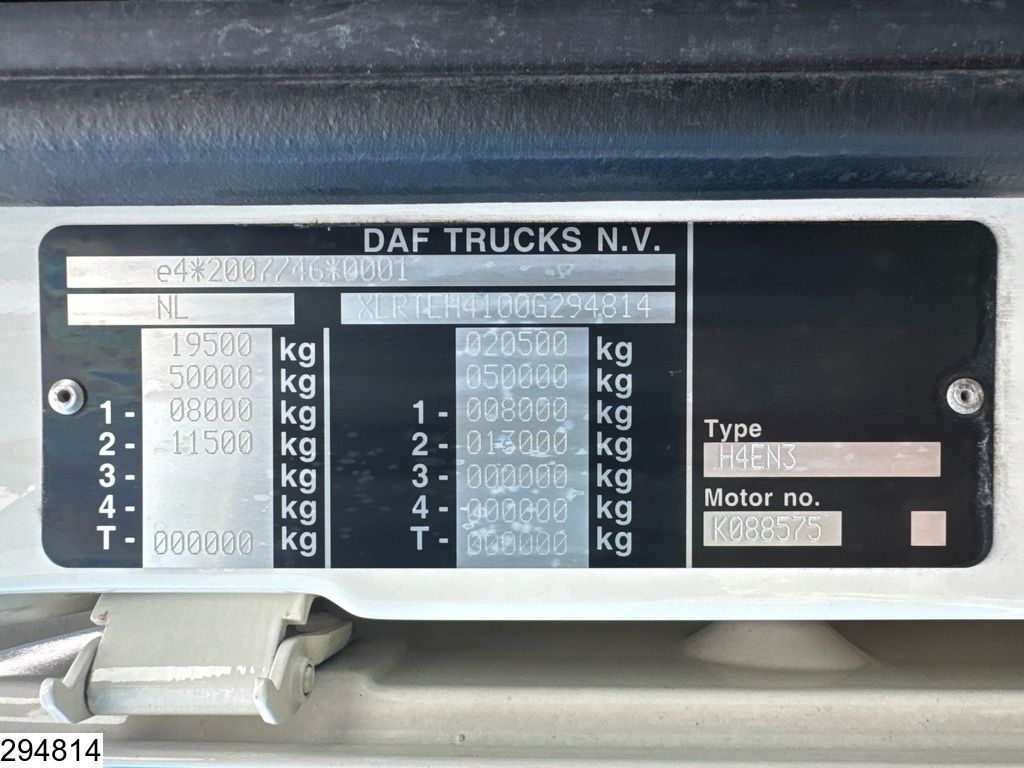 DAF TRUCKS N.V.
e4*2007/46*0001
NL XLRTEH4100G294814
19500 kg 020500 kg
50000 kg 050000 kg
1 - 08000 kg 1 - 008000 kg
2 - 11500 kg 2 - 013000 kg
3 - kg 3 - 000000 kg
4 - kg 4 - 000000 kg
T - 000000 kg T - 000000 kg
Type
H4EN3
Motor no.
K088575
294814